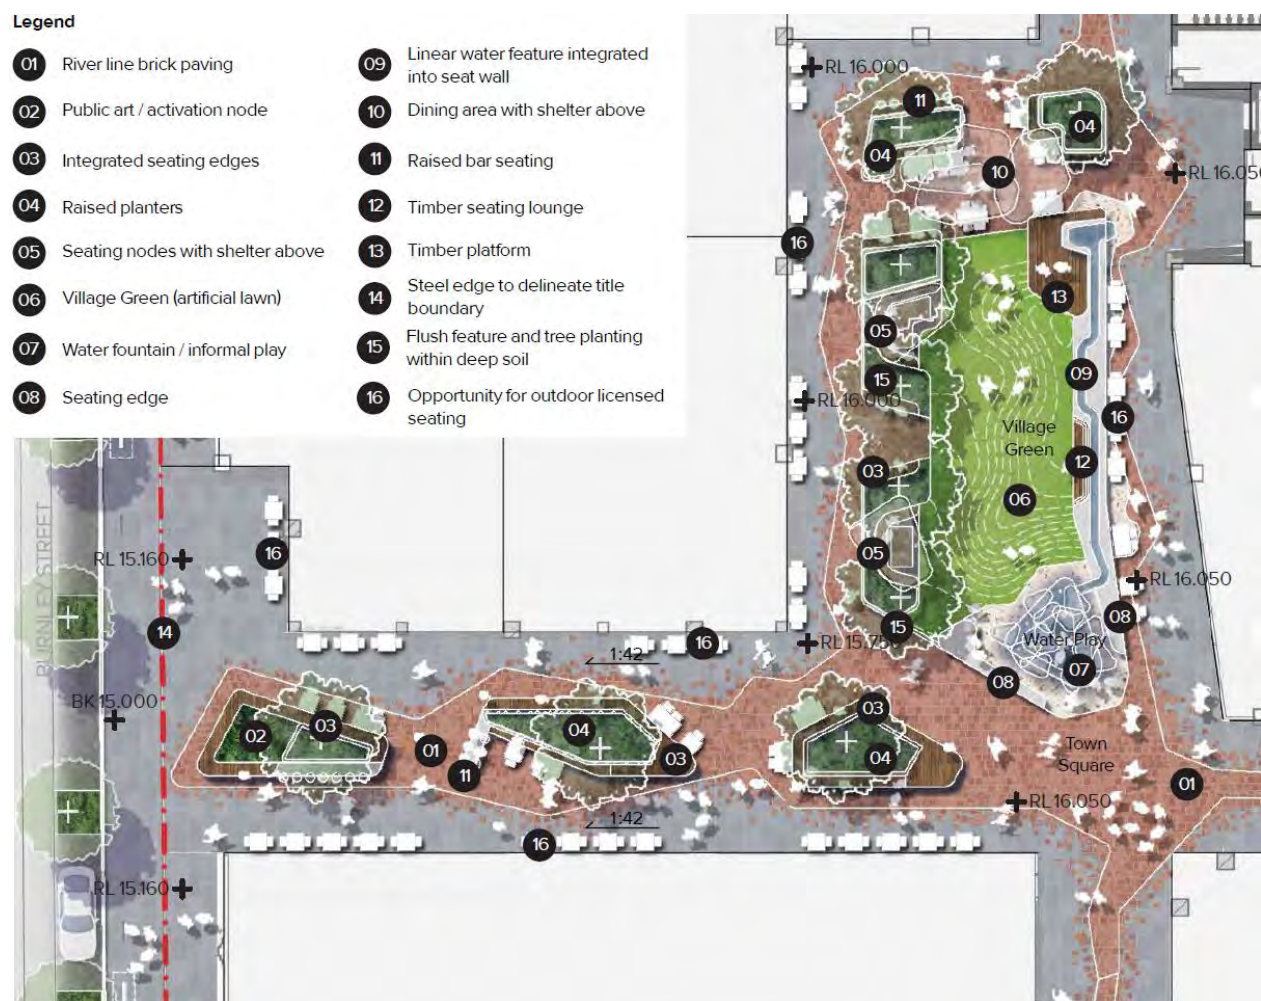 Legend
01 River line brick paving
02 Public art / activation node
03 Integrated seating edges
04 Raised planters
05 Seating nodes with shelter above
06 Village Green (artificial lawn)
07 Water fountain / informal play
08 Seating edge
09 Linear water feature integrated
into seat wall
10 Dining area with shelter above
11 Raised bar seating
12 Timber seating lounge
13 Timber platform
14 Steel edge to delineate title
boundary
15 Flush feature and tree planting
within deep soil
16 Opportunity for outdoor licensed
seating
RL 16.000
11
04
04
10
RL 16.050
16
13
05
09
15
RL 16.000
16
Village
Green
12
03
06
RL 15.160
16
05
RL 16.050
BURNLEY STREET
14
15
08
16
RL 15.75
Water Play
1:42
07
08
BK 15.000
03
03
02
04
01
04
03
11
Town
Square
01
RL 16.050
1:42
16
RL 15.160